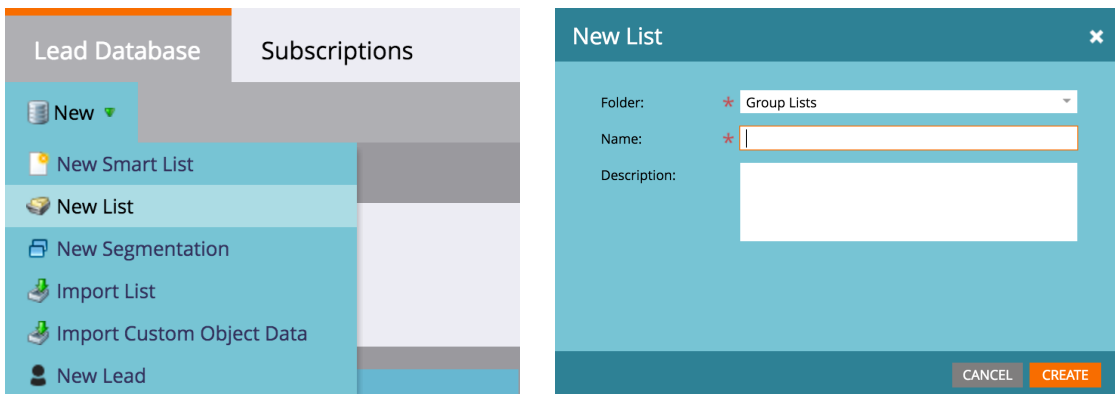 Lead Database
Subscriptions
New
New Smart List
New List
New Segmentation
Import List
Import Custom Object Data
New Lead
New List
Folder: * Group Lists
Name: *
Description:
CANCEL CREATE